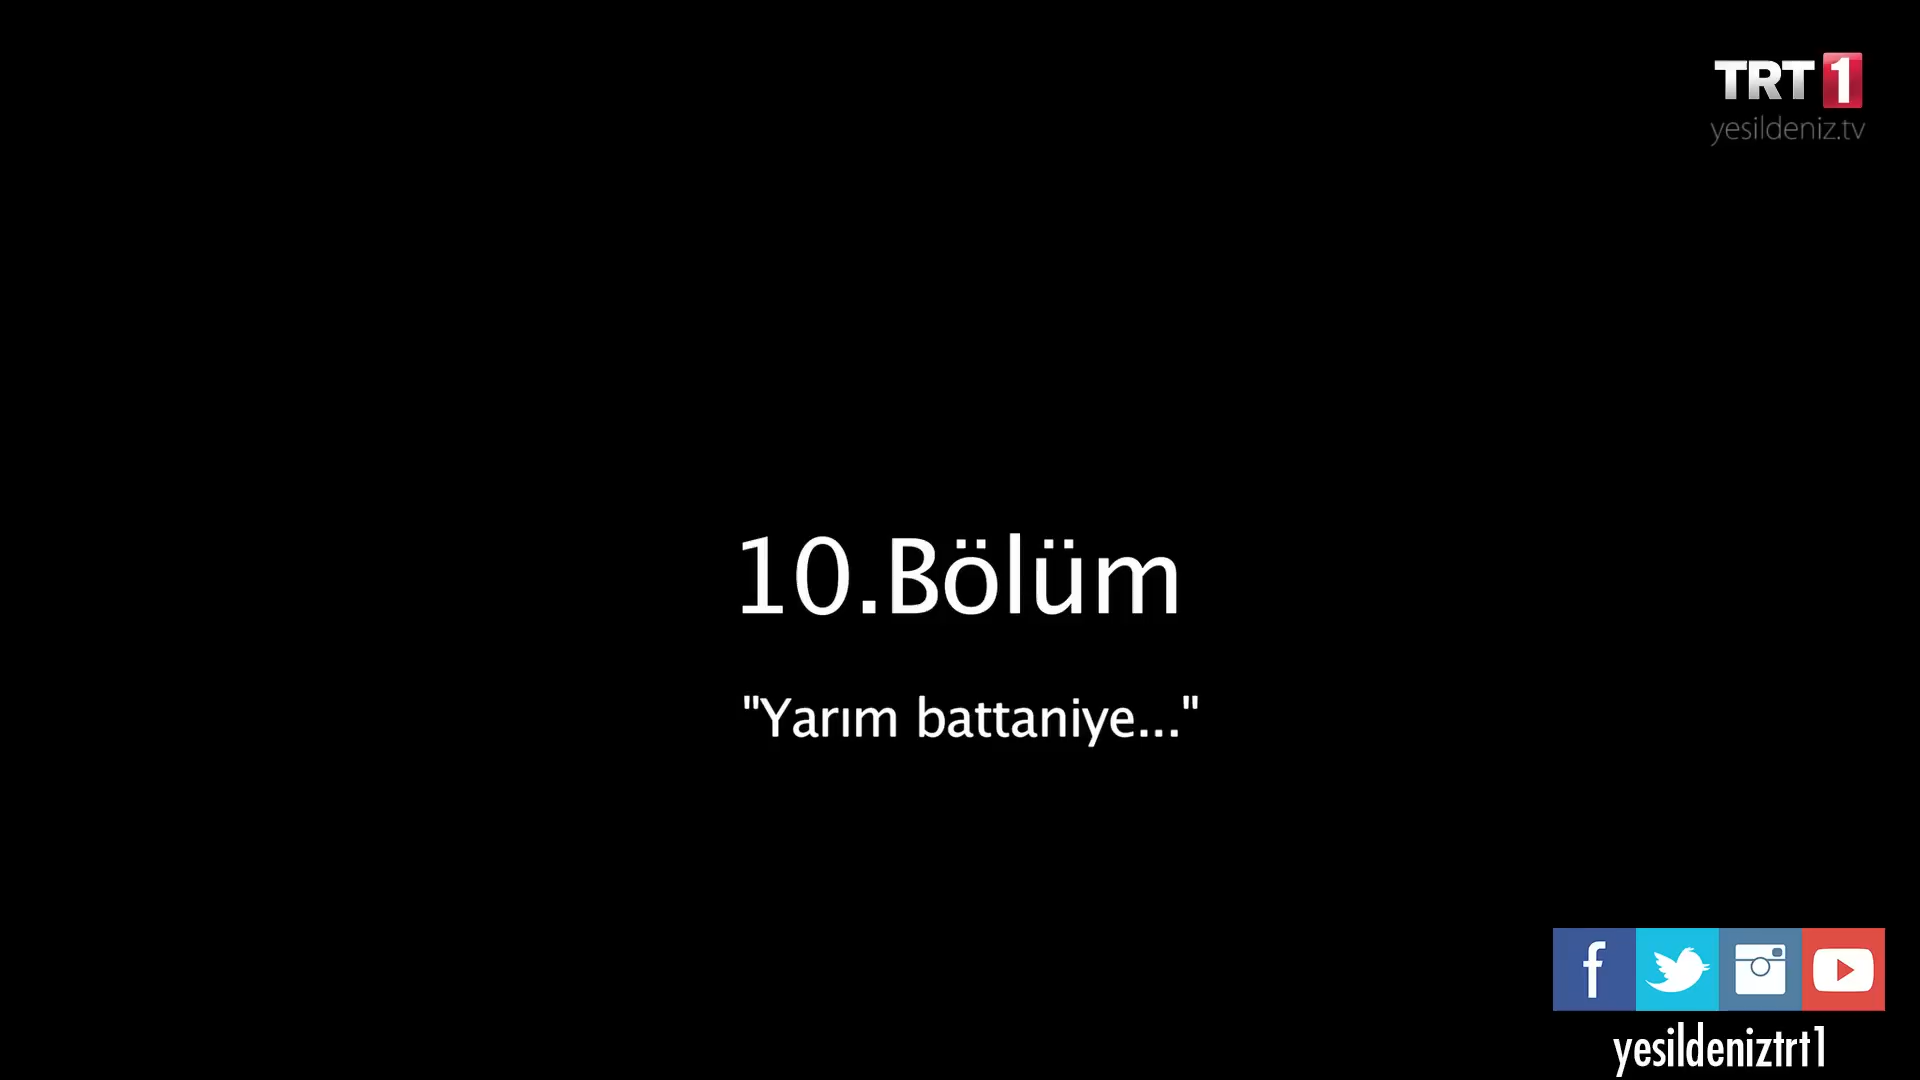 TRT 1
yesildeniz.tv
10.Bölüm
"Yarım battaniye..."
f
yesildeniztrt1